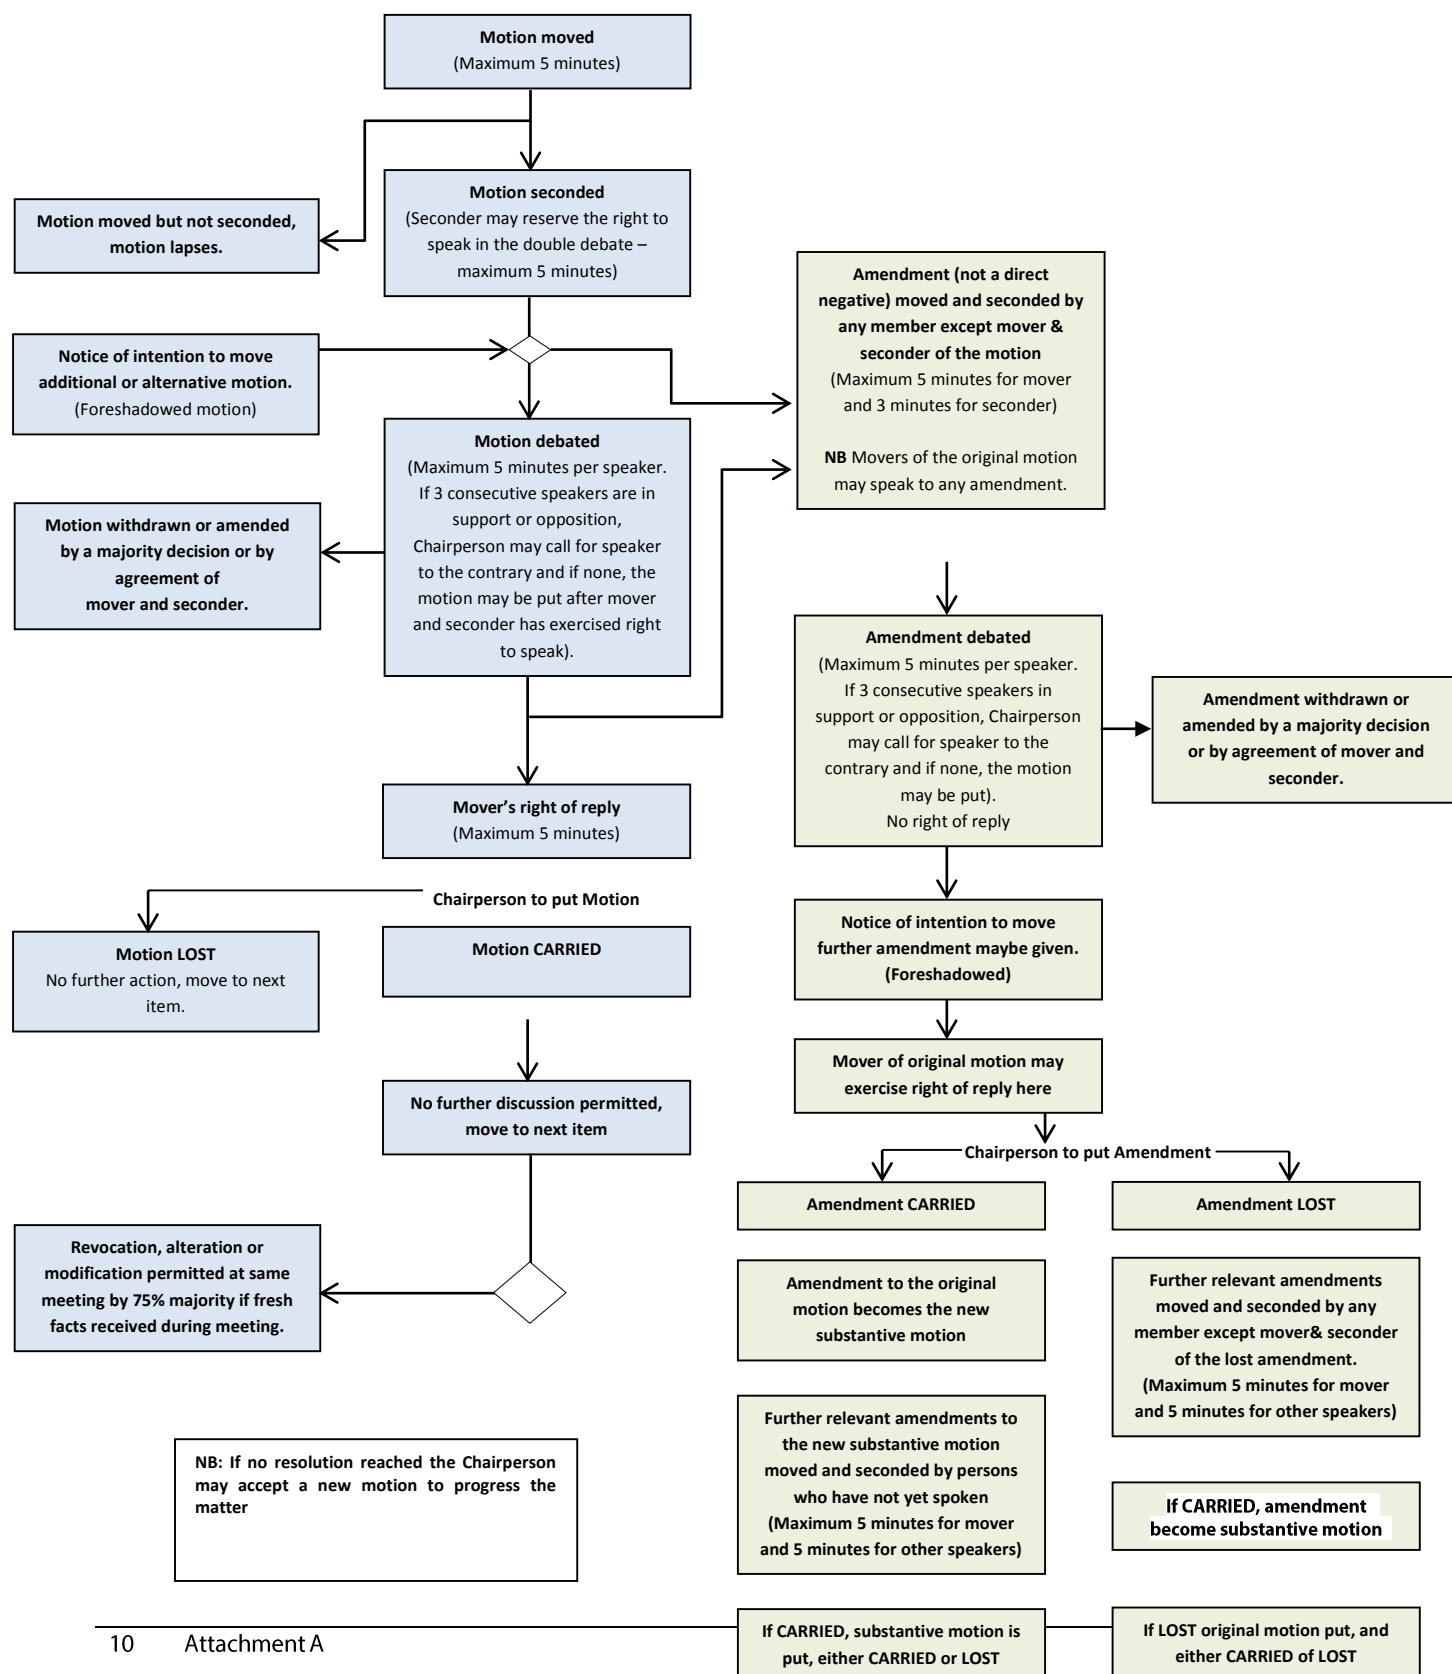 Motion moved
(Maximum 5 minutes)
Motion seconded
(Seconder may reserve the right to
speak in the double debate –
maximum 5 minutes)
Motion moved but not seconded,
motion lapses.
Notice of intention to move
additional or alternative motion.
(Foreshadowed motion)
Motion debated
(Maximum 5 minutes per speaker.
If 3 consecutive speakers are in
support or opposition,
Chairperson may call for speaker
to the contrary and if none, the
motion may be put after mover
and seconder has exercised right
to speak).
Motion withdrawn or amended
by a majority decision or by
agreement of
mover and seconder.
Mover’s right of reply
(Maximum 5 minutes)
Chairperson to put Motion
Motion LOST
No further action, move to next
item.
Motion CARRIED
No further discussion permitted,
move to next item
Revocation, alteration or
modification permitted at same
meeting by 75% majority if fresh
facts received during meeting.
NB: If no resolution reached the Chairperson
may accept a new motion to progress the
matter
Amendment (not a direct
negative) moved and seconded by
any member except mover &
seconder of the motion
(Maximum 5 minutes for mover
and 3 minutes for seconder)
NB Movers of the original motion
may speak to any amendment.
Amendment debated
(Maximum 5 minutes per speaker.
If 3 consecutive speakers in
support or opposition, Chairperson
may call for speaker to the
contrary and if none, the motion
may be put).
No right of reply
Amendment withdrawn or
amended by a majority decision
or by agreement of mover and
seconder.
Notice of intention to move
further amendment maybe given.
(Foreshadowed)
Mover of original motion may
exercise right of reply here
Chairperson to put Amendment
Amendment CARRIED
Amendment to the original
motion becomes the new
substantive motion
Further relevant amendments to
the new substantive motion
moved and seconded by persons
who have not yet spoken
(Maximum 5 minutes for mover
and 5 minutes for other speakers)
If CARRIED, substantive motion is
put, either CARRIED or LOST
Amendment LOST
Further relevant amendments
moved and seconded by any
member except mover& seconder
of the lost amendment.
(Maximum 5 minutes for mover
and 5 minutes for other speakers)
If CARRIED, amendment
become substantive motion
If LOST original motion put, and
either CARRIED of LOST
10 Attachment A